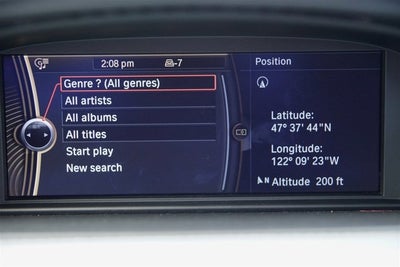 2:08 pm
-7
Position
Genre ? (All genres)
All artists
All albums
All titles
Start play
New search
Latitude:
47° 37' 44"N
Longitude:
122° 09' 23"W
N Altitude 200 ft